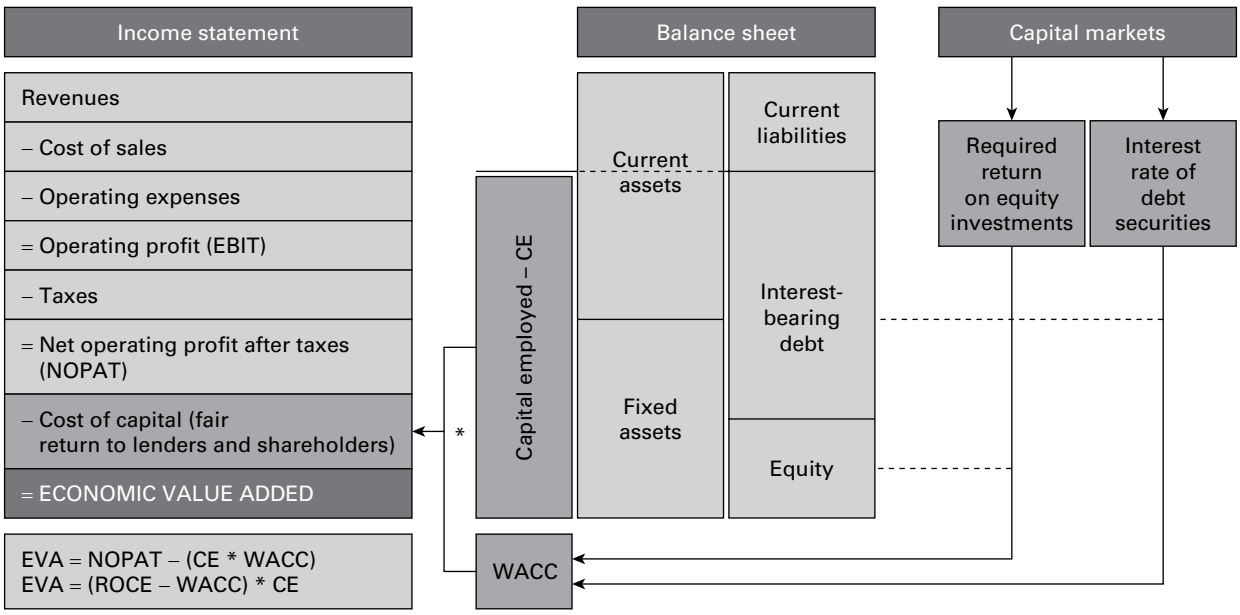 Income statement
Revenues
– Cost of sales
– Operating expenses
= Operating profit (EBIT)
– Taxes
= Net operating profit after taxes
(NOPAT)
– Cost of capital (fair
return to lenders and shareholders)
= ECONOMIC VALUE ADDED
EVA = NOPAT – (CE * WACC)
EVA = (ROCE – WACC) * CE
*
Capital employed – CE
WACC
Balance sheet
Current
assets
Fixed
assets
Current
liabilities
Interest-
bearing
debt
Equity
Capital markets
Required
return
on equity
investments
Interest
rate of
debt
securities